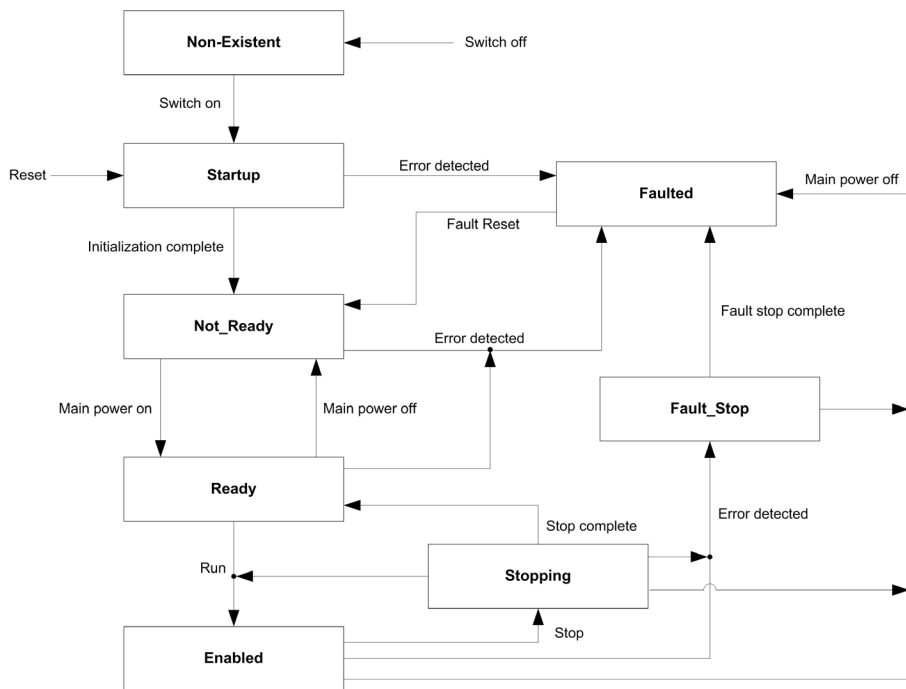 Non-Existent
Switch off
Switch on
Reset
Startup
Error detected
Faulted
Main power off
Fault Reset
Initialization complete
Not_Ready
Error detected
Fault stop complete
Main power on
Main power off
Fault_Stop
Ready
Stop complete
Error detected
Run
Stopping
Stop
Enabled